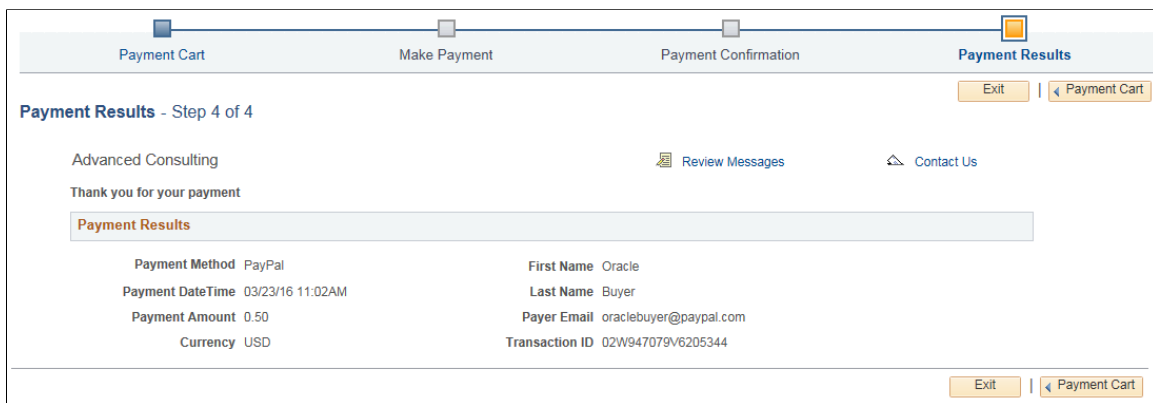 Payment Cart Make Payment Payment Confirmation Payment Results
Exit | Payment Cart
Payment Results - Step 4 of 4
Advanced Consulting Review Messages Contact Us
Thank you for your payment
Payment Results
Payment Method PayPal First Name Oracle
Payment DateTime 03/23/16 11:02AM Last Name Buyer
Payment Amount 0.50 Payer Email oraclebuyer@paypal.com
Currency USD Transaction ID 02W947079V6205344
Exit | Payment Cart